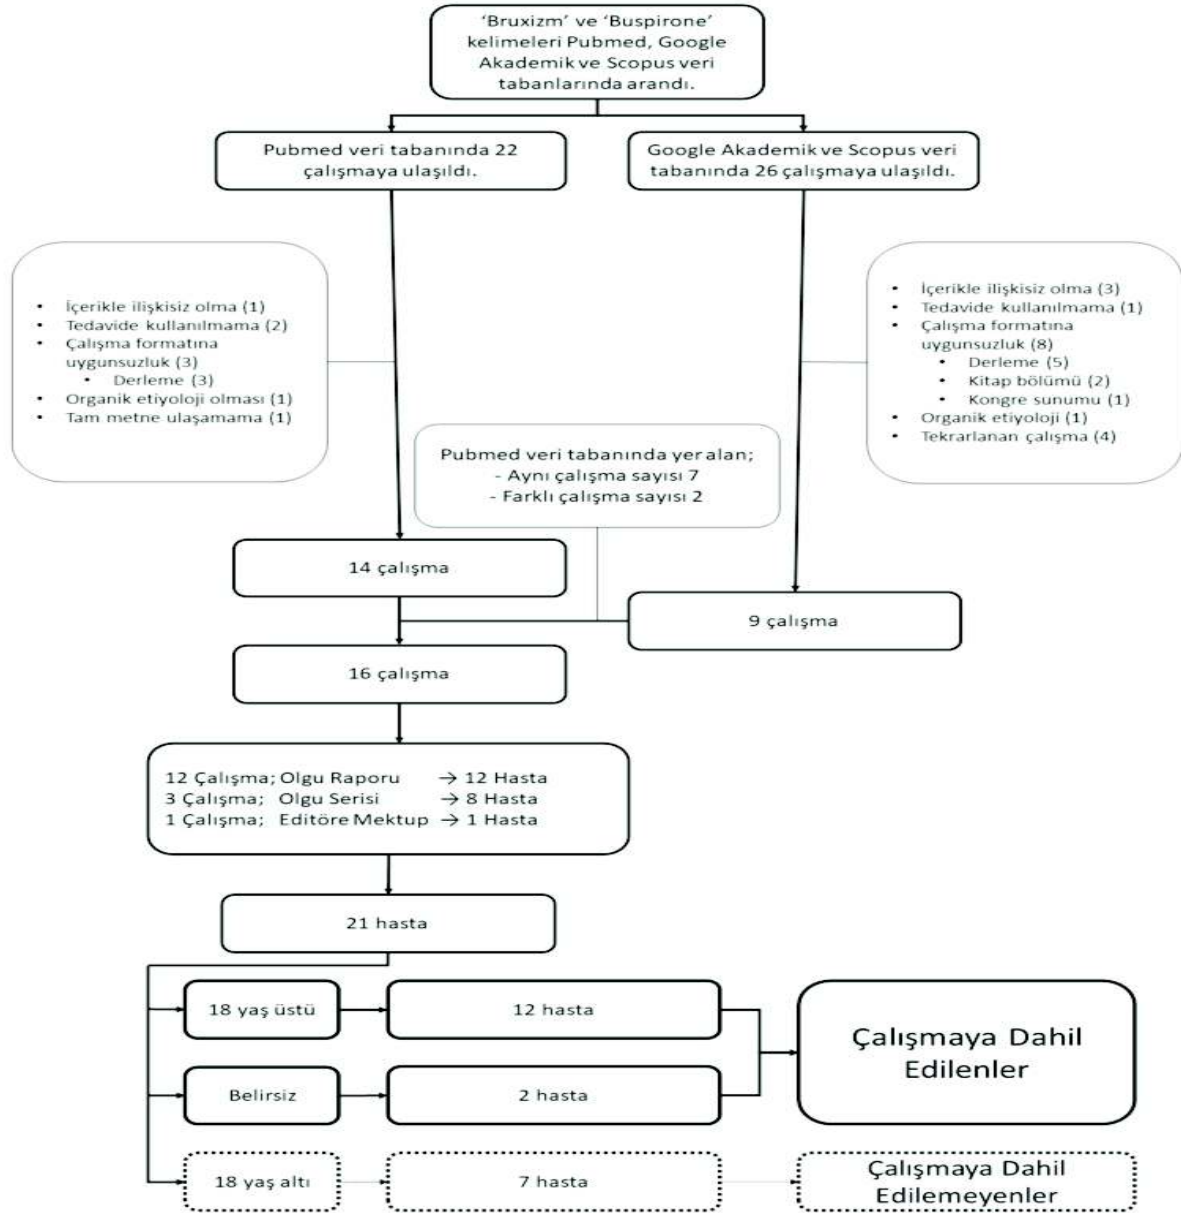 ‘Bruxizm’ ve ‘Buspirone’
kelimeleri Pubmed, Google
Akademik ve Scopus veri
tabanlarında arandı.
Pubmed veri tabanında 22
çalışmaya ulaşıldı.
Google Akademik ve Scopus veri
tabanında 26 çalışmaya ulaşıldı.
• İçerikle ilişkisiz olma (1)
• Tedavide kullanılmama (2)
• Çalışma formatına
uygunsuzluk (3)
• Derleme (3)
• Organik etiyoloji olması (1)
• Tam metne ulaşamama (1)
• İçerikle ilişkisiz olma (3)
• Tedavide kullanılmama (1)
• Çalışma formatına
uygunsuzluk (8)
• Derleme (5)
• Kitap bölümü (2)
• Kongre sunumu (1)
• Organik etiyoloji (1)
• Tekrarlanan çalışma (4)
Pubmed veri tabanında yer alan;
- Aynı çalışma sayısı 7
- Farklı çalışma sayısı 2
14 çalışma
9 çalışma
16 çalışma
12 Çalışma; Olgu Raporu → 12 Hasta
3 Çalışma; Olgu Serisi → 8 Hasta
1 Çalışma; Editöre Mektup → 1 Hasta
21 hasta
18 yaş üstü
12 hasta
Çalışmaya Dahil
Edilenler
Belirsiz
2 hasta
18 yaş altı
7 hasta
Çalışmaya Dahil
Edilemeyenler